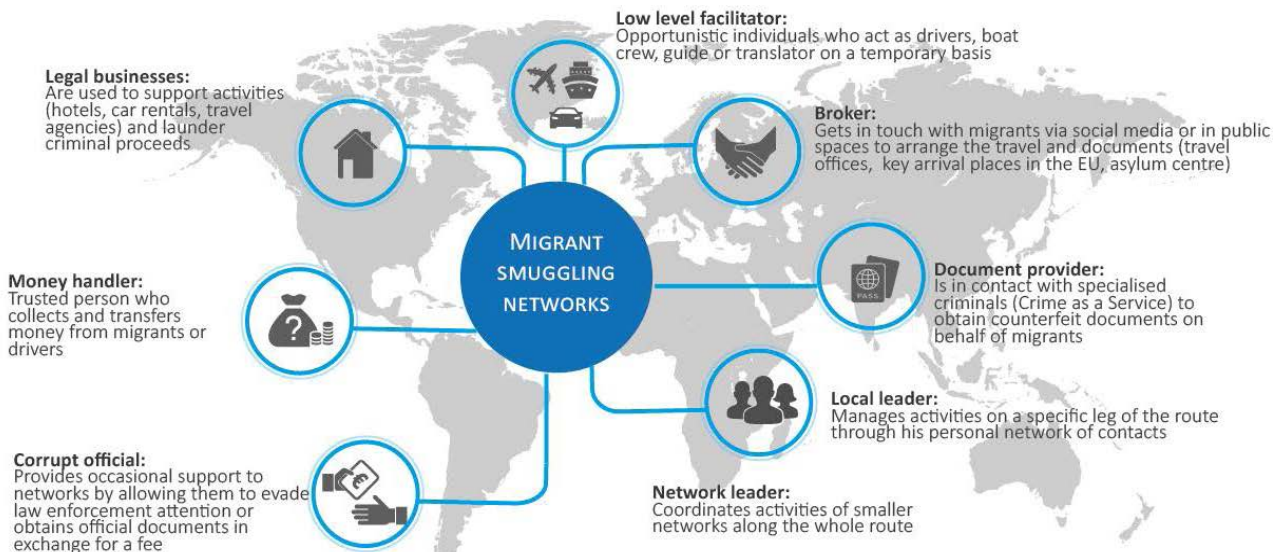 Low level facilitator:
Opportunistic individuals who act as drivers, boat
crew, guide or translator on a temporary basis
Legal businesses:
Are used to support activities
(hotels, car rentals, travel
agencies) and launder
criminal proceeds
Broker:
Gets in touch with migrants via social media or in public
spaces to arrange the travel and documents (travel
offices, key arrival places in the EU, asylum centre)
MIGRANT
SMUGGLING
NETWORKS
Money handler:
Trusted person who
collects and transfers
money from migrants or
drivers
?
PASS
Document provider:
Is in contact with specialised
criminals (Crime as a Service) to
obtain counterfeit documents on
behalf of migrants
Local leader:
Manages activities on a specific leg of the route
through his personal network of contacts
Corrupt official:
Provides occasional support to
networks by allowing them to evade
law enforcement attention or
obtains official documents in
exchange for a fee
€
Network leader:
Coordinates activities of smaller
networks along the whole route